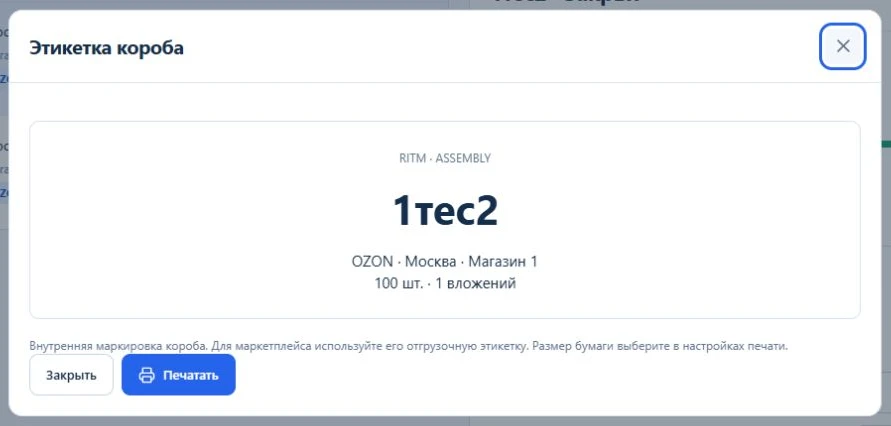 Этикетка короба
RITM · ASSEMBLY
1тес2
OZON · Москва · Магазин 1
100 шт. · 1 вложений
Внутренняя маркировка короба. Для маркетплейса используйте его отгрузочную этикетку. Размер бумаги выберите в настройках печати.
Закрыть
Печатать